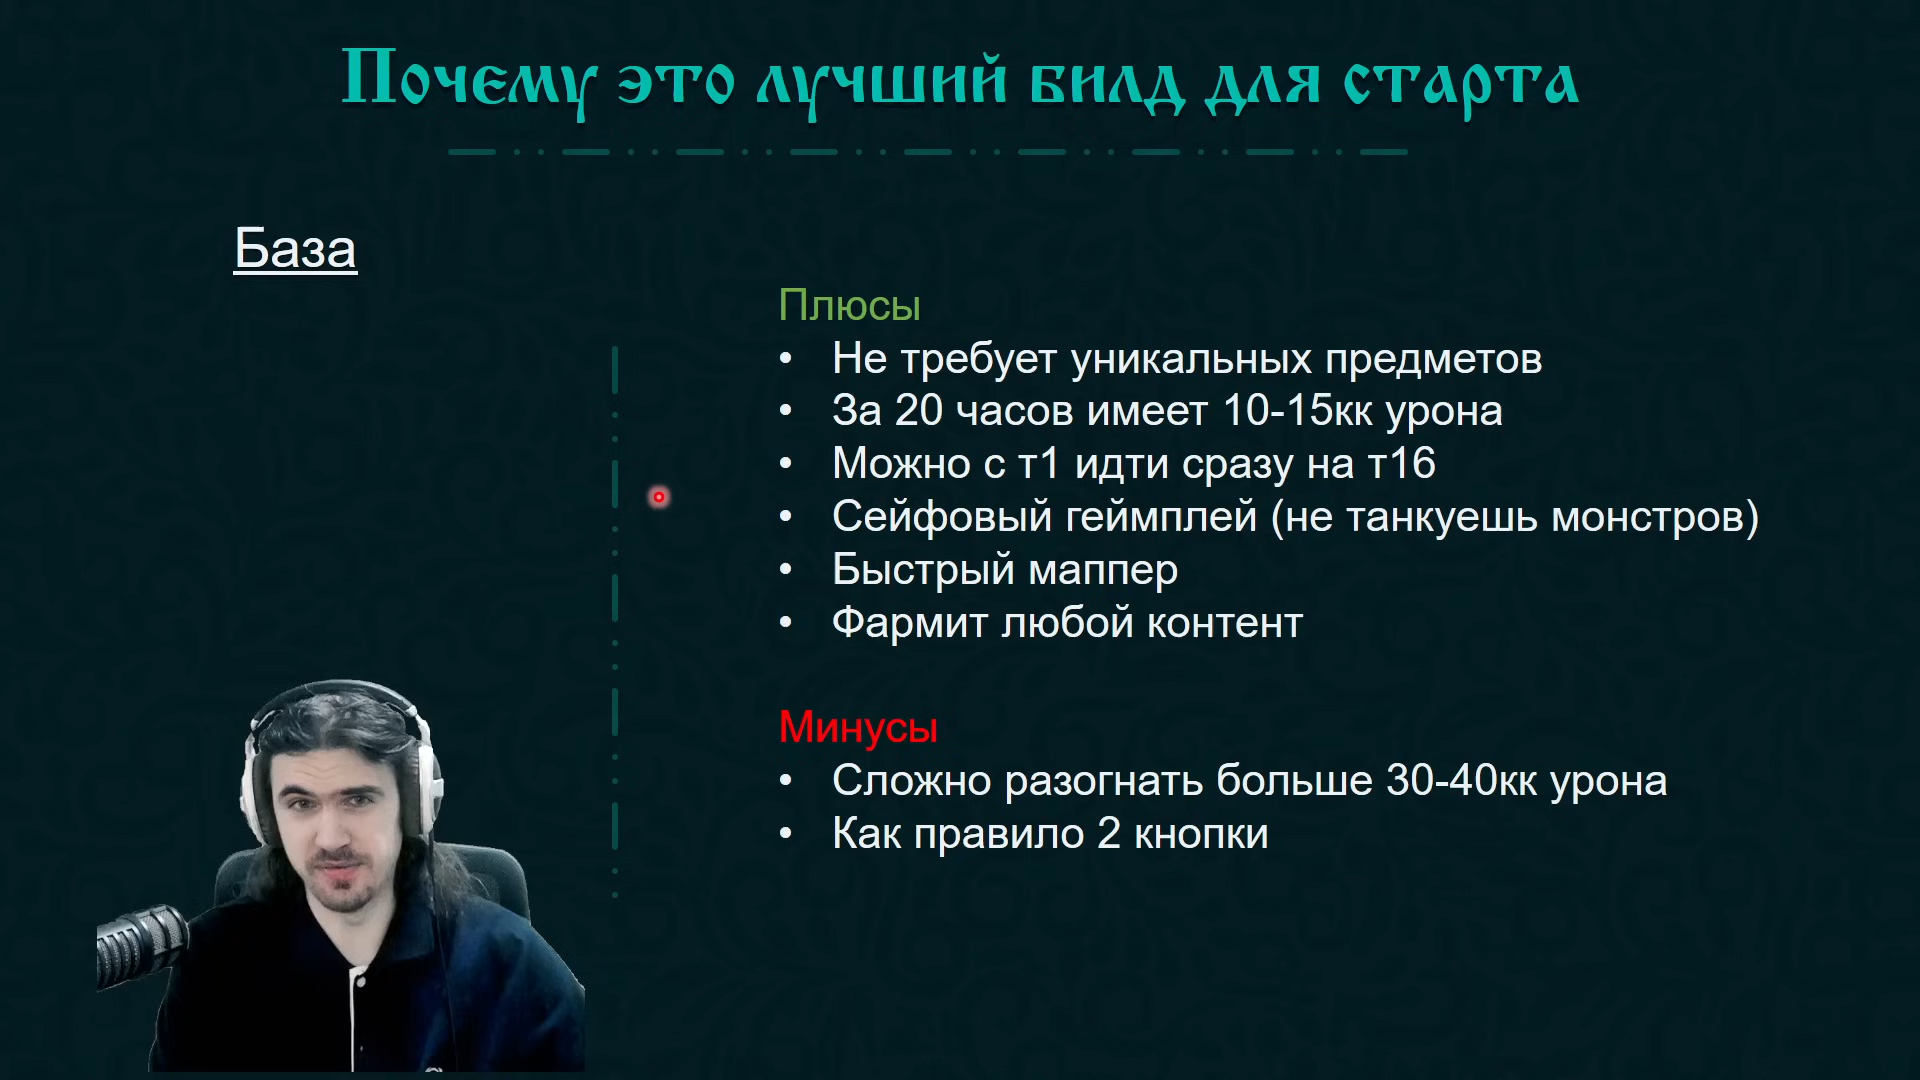 Почему это лучший билд для старта
База
Плюсы
• Не требует уникальных предметов
• За 20 часов имеет 10-15кк урона
• Можно с т1 идти сразу на т16
• Сейфовый геймплей (не танкуешь монстров)
• Быстрый маппер
• Фармит любой контент
Минусы
• Сложно разогнать больше 30-40кк урона
• Как правило 2 кнопки